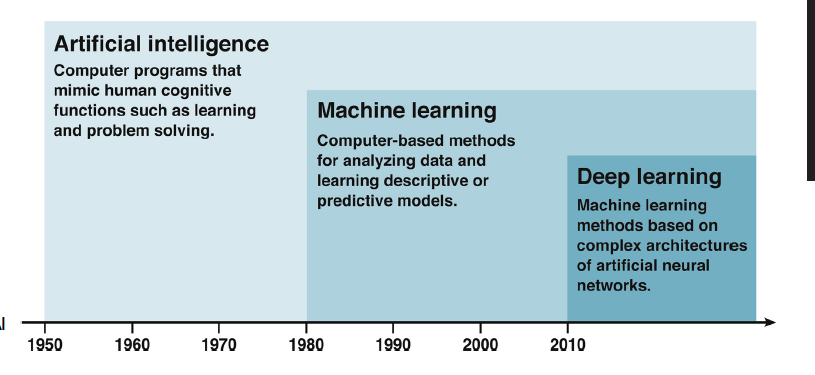 Artificial intelligence
Computer programs that
mimic human cognitive
functions such as learning
and problem solving.
Machine learning
Computer-based methods
for analyzing data and
learning descriptive or
predictive models.
Deep learning
Machine learning
methods based on
complex architectures
of artificial neural
networks.
1950 1960 1970 1980 1990 2000 2010